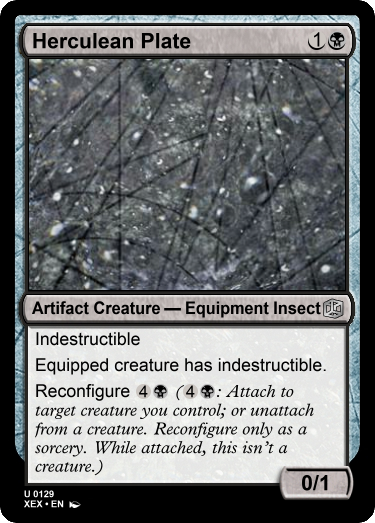 Herculean Plate 1
Artifact Creature — Equipment Insect
Indestructible
Equipped creature has indestructible.
Reconfigure 4 (4 : Attach to
target creature you control; or unattach
from a creature. Reconfigure only as a
sorcery. While attached, this isn't a
creature.)
0/1
U 0129
XEX • EN